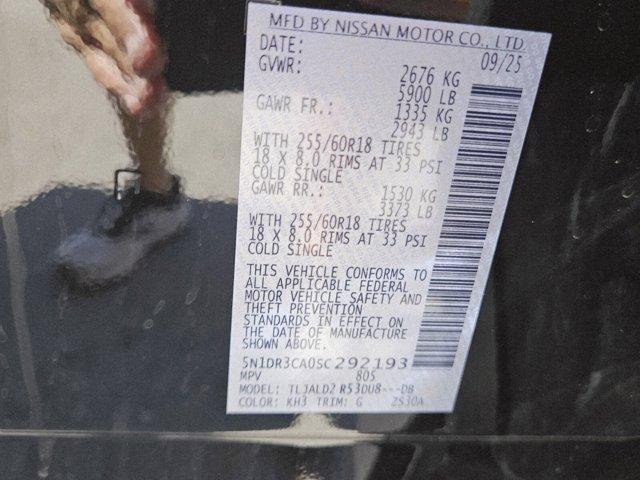 MFD BY NISSAN MOTOR CO., LTD.
DATE: 09/25
GVWR: 2676 KG
5900 LB
GAWR FR.: 1335 KG
2943 LB
WITH 255/60R18 TIRES
18 X 8.0 RIMS AT 33 PSI
COLD SINGLE
GAWR RR.: 1530 KG
3373 LB
WITH 255/60R18 TIRES
18 X 8.0 RIMS AT 33 PSI
COLD SINGLE
THIS VEHICLE CONFORMS TO
ALL APPLICABLE FEDERAL
MOTOR VEHICLE SAFETY AND
THEFT PREVENTION
STANDARDS IN EFFECT ON
THE DATE OF MANUFACTURE
SHOWN ABOVE.
5N1DR3CA0SC292193
MPV 805
MODEL: TLJALD2 R53DU8---DB
COLOR: KH3 TRIM: G 2S30A